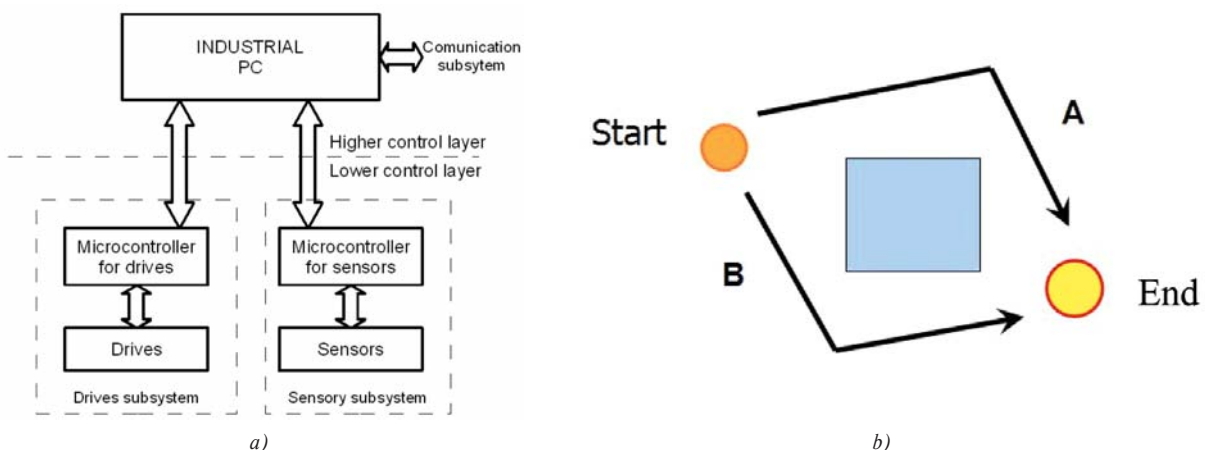 INDUSTRIAL
PC
Comunication
subsytem
Higher control layer
Lower control layer
Microcontroller
for drives
Microcontroller
for sensors
Drives
Sensors
Drives subsystem
Sensory subsystem
a)
Start
A
B
End
b)